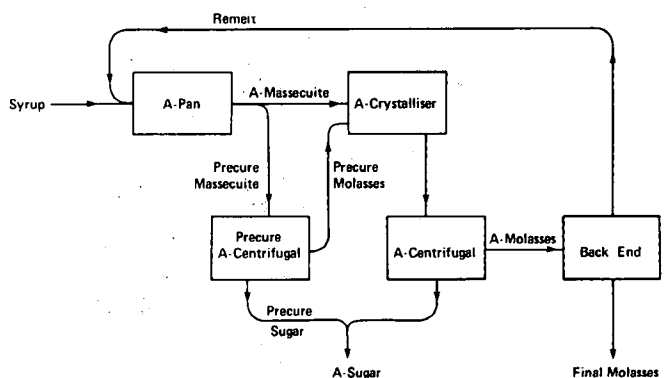 Remelt
Syrup
A-Pan
A-Massecuite
A-Crystalliser
Precure
Massecuite
Precure
Molasses
Precure
A-Centrifugal
A-Centrifugal
A-Molasses
Back End
Precure
Sugar
A-Sugar
Final Molasses